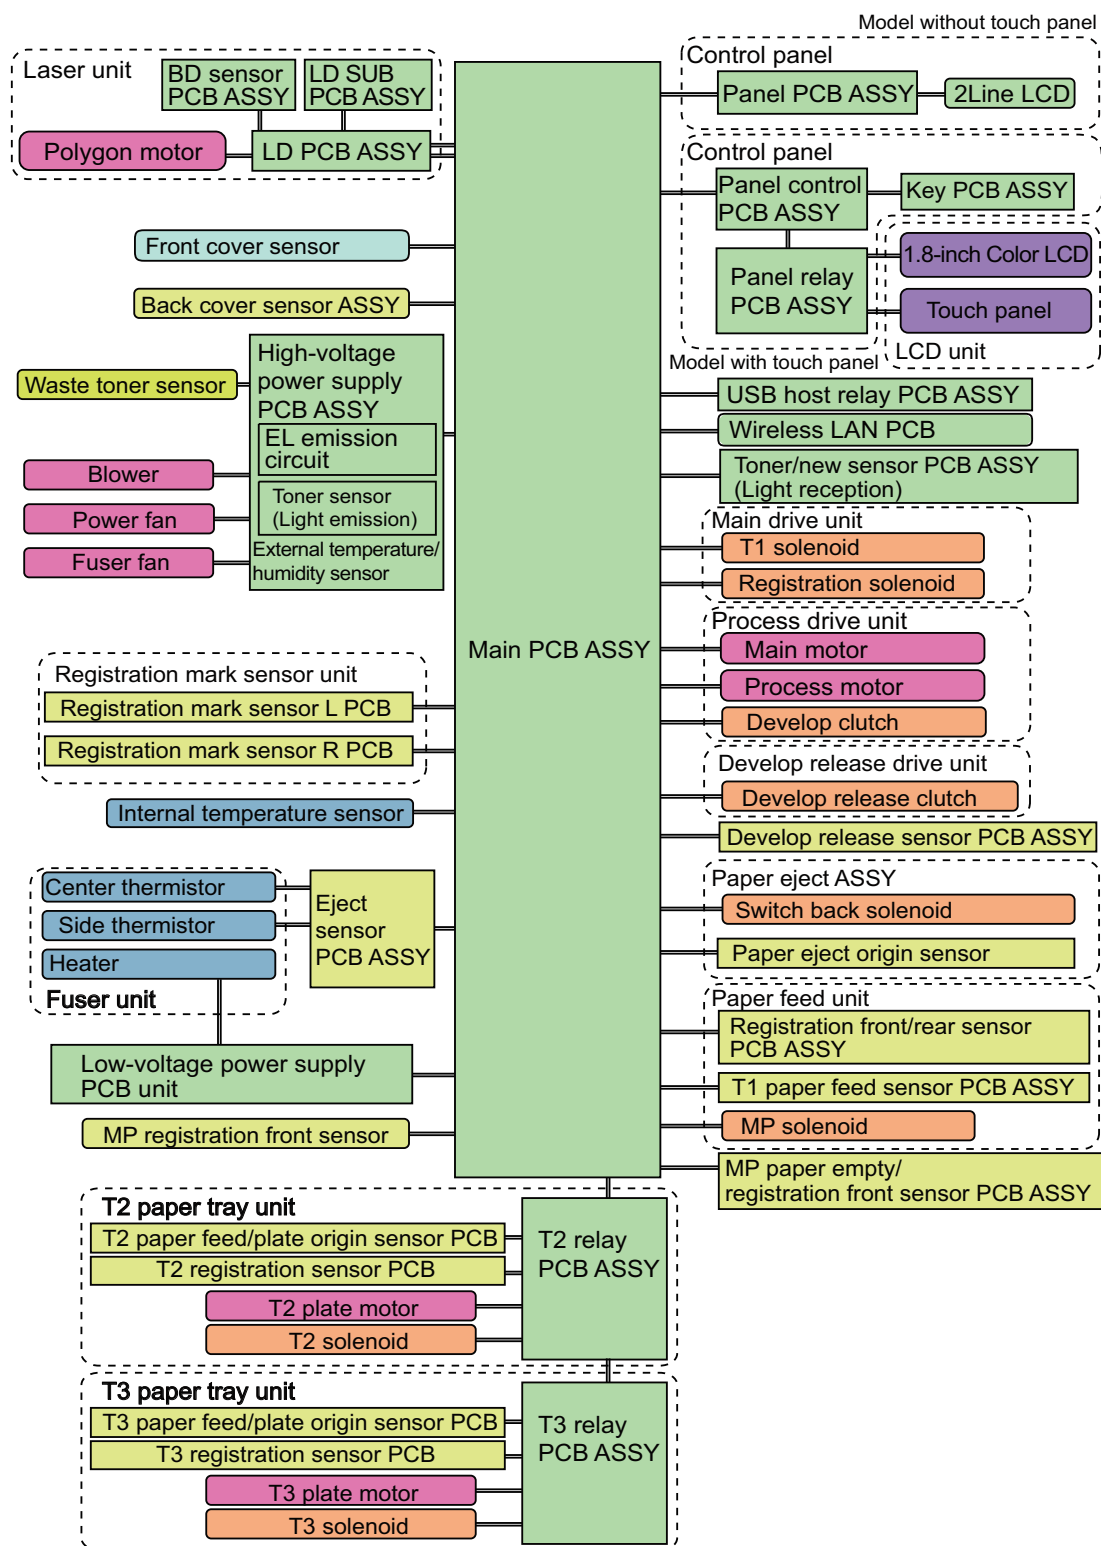 Model without touch panel
Laser unit
BD sensor
PCB ASSY
LD SUB
PCB ASSY
Polygon motor
LD PCB ASSY
Front cover sensor
Back cover sensor ASSY
High-voltage
power supply
PCB ASSY
Waste toner sensor
EL emission
circuit
Blower
Toner sensor
(Light emission)
Power fan
Fuser fan
External temperature/
humidity sensor
Registration mark sensor unit
Registration mark sensor L PCB
Registration mark sensor R PCB
Internal temperature sensor
Center thermistor
Side thermistor
Heater
Fuser unit
Eject
sensor
PCB ASSY
Low-voltage power supply
PCB unit
MP registration front sensor
Main PCB ASSY
Control panel
Panel PCB ASSY
2Line LCD
Control panel
Panel control
PCB ASSY
Key PCB ASSY
Panel relay
PCB ASSY
1.8-inch Color LCD
Touch panel
LCD unit
Model with touch panel
USB host relay PCB ASSY
Wireless LAN PCB
Toner/new sensor PCB ASSY
(Light reception)
Main drive unit
T1 solenoid
Registration solenoid
Process drive unit
Main motor
Process motor
Develop clutch
Develop release drive unit
Develop release clutch
Develop release sensor PCB ASSY
Paper eject ASSY
Switch back solenoid
Paper eject origin sensor
Paper feed unit
Registration front/rear sensor
PCB ASSY
T1 paper feed sensor PCB ASSY
MP solenoid
MP paper empty/
registration front sensor PCB ASSY
T2 paper tray unit
T2 paper feed/plate origin sensor PCB
T2 registration sensor PCB
T2 plate motor
T2 solenoid
T2 relay
PCB ASSY
T3 paper tray unit
T3 paper feed/plate origin sensor PCB
T3 registration sensor PCB
T3 plate motor
T3 solenoid
T3 relay
PCB ASSY